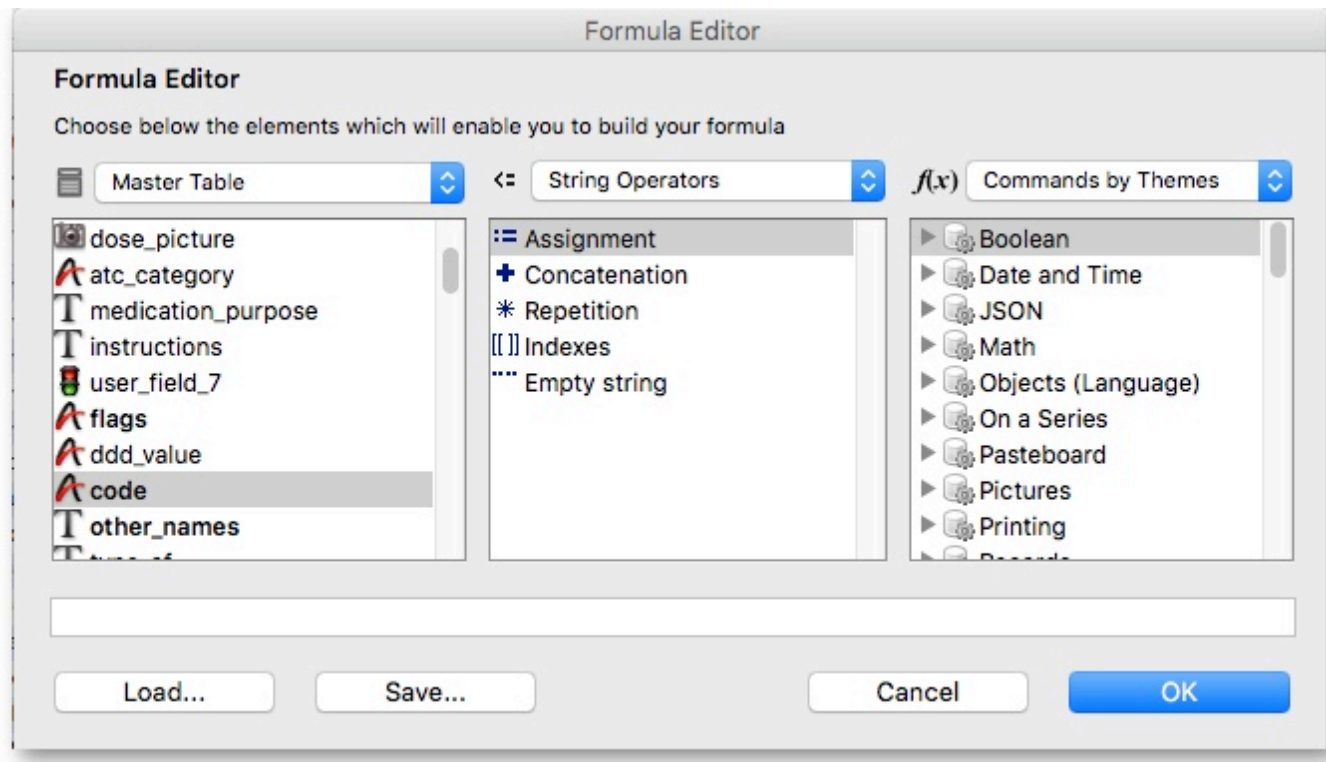 Formula Editor
Formula Editor
Choose below the elements which will enable you to build your formula
Master Table
<= String Operators
f(x) Commands by Themes
dose_picture
atc_category
medication_purpose
instructions
user_field_7
flags
ddd_value
code
other_names
:= Assignment
+ Concatenation
* Repetition
[[ ]] Indexes
"" Empty string
Boolean
Date and Time
JSON
Math
Objects (Language)
On a Series
Pasteboard
Pictures
Printing
Load...
Save...
Cancel
OK